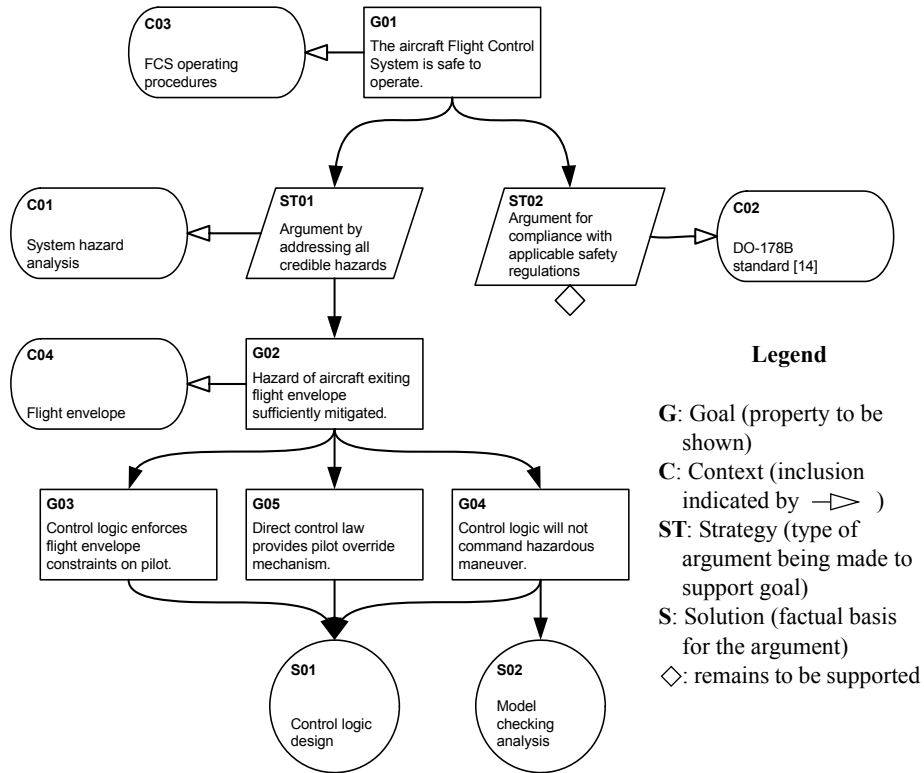 C03
FCS operating
procedures
G01
The aircraft Flight Control
System is safe to
operate.
C01
System hazard
analysis
ST01
Argument by
addressing all
credible hazards
ST02
Argument for
compliance with
applicable safety
regulations
C02
DO-178B
standard [14]
C04
Flight envelope
G02
Hazard of aircraft exiting
flight envelope
sufficiently mitigated.
G03
Control logic enforces
flight envelope
constraints on pilot.
G05
Direct control law
provides pilot override
mechanism.
G04
Control logic will not
command hazardous
maneuver.
S01
Control logic
design
S02
Model
checking
analysis
Legend
G: Goal (property to be
shown)
C: Context (inclusion
indicated by )
ST: Strategy (type of
argument being made to
support goal)
S: Solution (factual basis
for the argument)
: remains to be supported